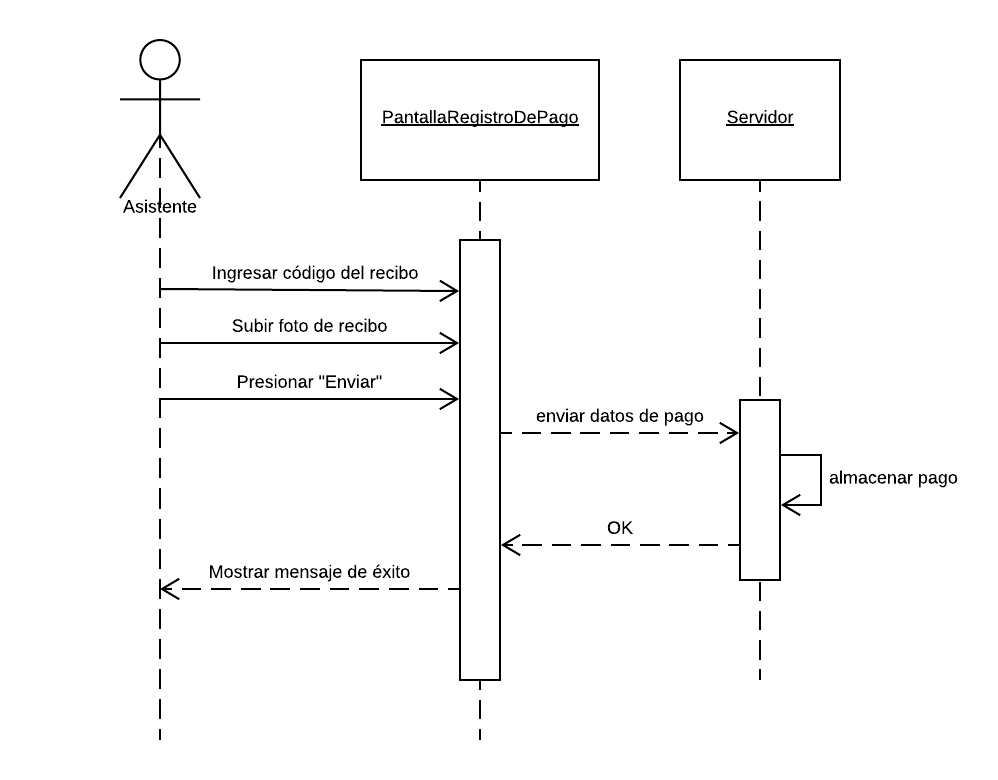 PantallaRegistroDePago
Servidor
Asistente
Ingresar código del recibo
Subir foto de recibo
Presionar "Enviar"
enviar datos de pago
almacenar pago
OK
Mostrar mensaje de éxito